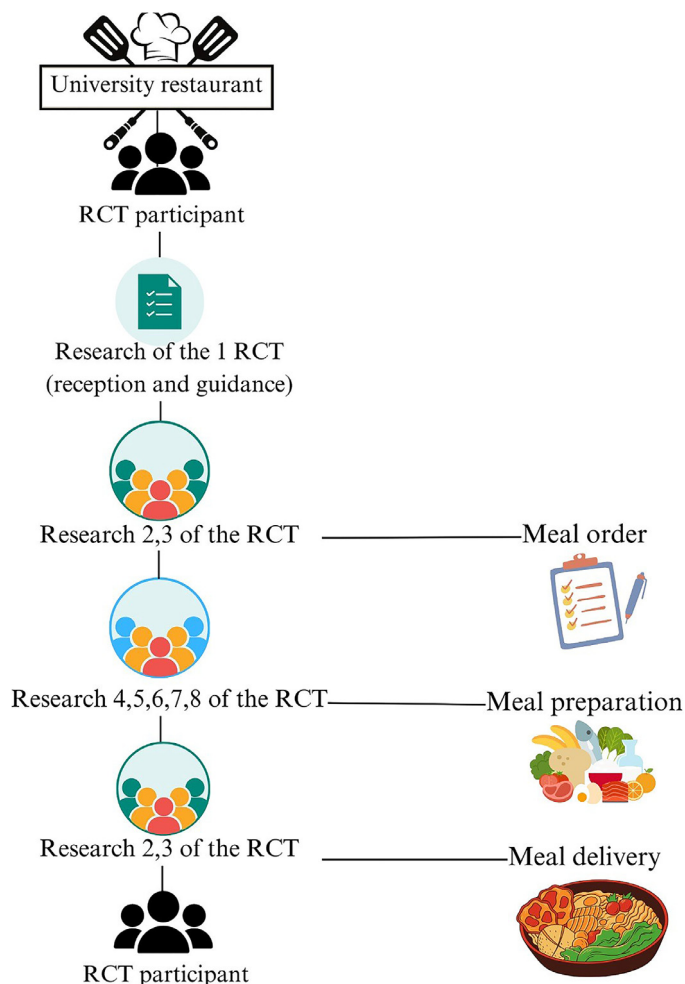 University restaurant
RCT participant
Research of the 1 RCT
(reception and guidance)
Research 2,3 of the RCT
Meal order
Research 4,5,6,7,8 of the RCT
Meal preparation
Research 2,3 of the RCT
Meal delivery
RCT participant